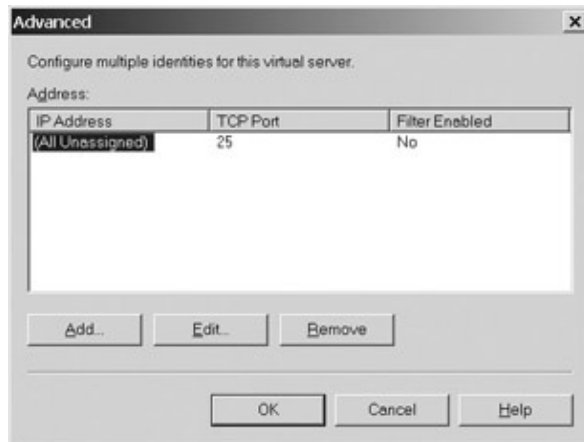 Advanced
Configure multiple identities for this virtual server.
Address:
IP Address TCP Port Filter Enabled
(All Unassigned) 25 No
Add... Edit... Remove
OK Cancel Help